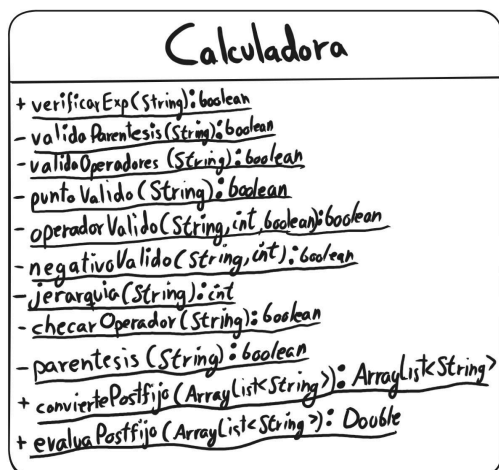 Calculadora
+ verificarExp(String): boolean
- validaParentesis(String): boolean
- validaOperadores (String): boolean
- puntoValido(String): boolean
- operadorValido(String, int, boolean): boolean
- negativoValido(String, int): boolean
- jerarquia(String): int
- checarOperador(String): boolean
- parentesis(String): boolean
+ conviertePostfijo(ArrayList<String>): ArrayList<String>
+ evaluaPostfijo(ArrayList<String>): Double